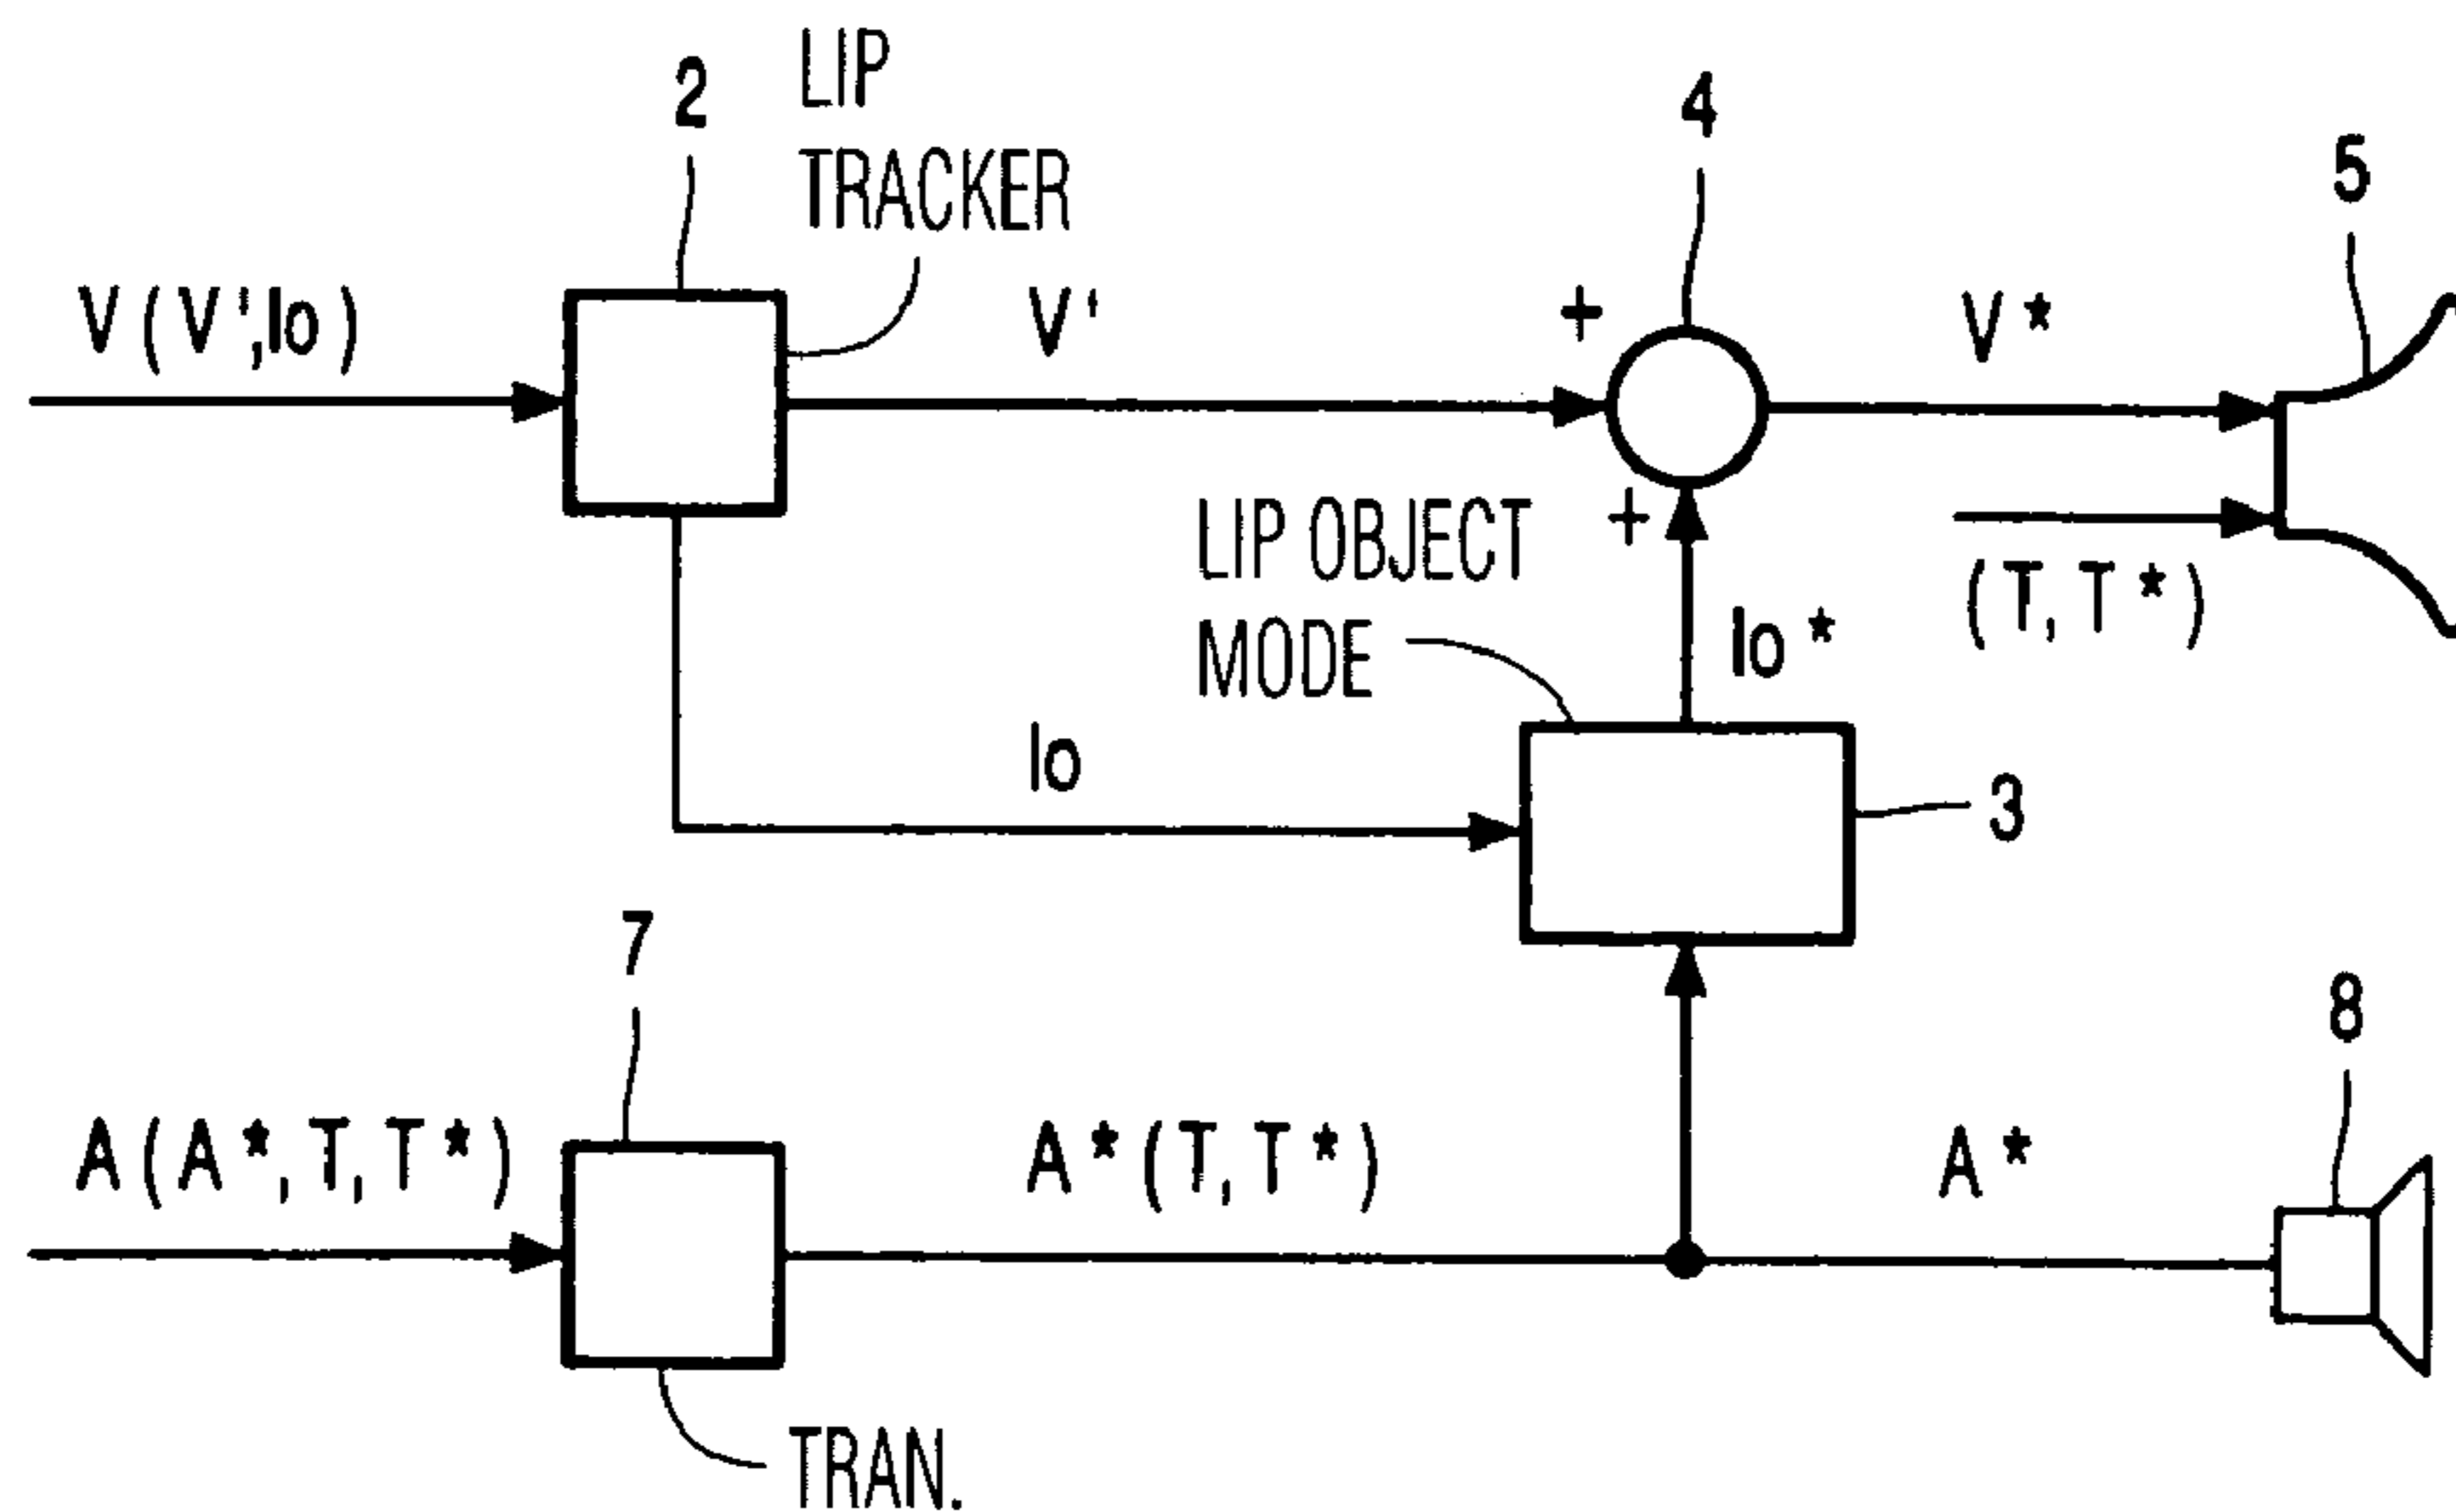 2
LIP
TRACKER
4
5
V(V',lo)
V'
+
V*
LIP OBJECT
MODE
+
(T,T*)
lo*
lo
3
7
8
A(A*,T,T*)
A*(T,T*)
A*
TRAN.